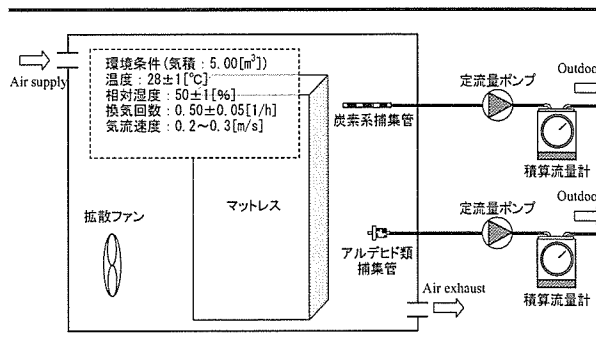 環境条件(気積：5.00[m³])
温度：28±1[℃]
相対湿度：50±1[%]
換気回数：0.50±0.05[1/h]
気流速度：0.2～0.3[m/s]
Air supply
拡散ファン
マットレス
炭素系捕集管
定流量ポンプ
Outdoo
積算流量計
アルデヒド類
捕集管
定流量ポンプ
Outdoo
積算流量計
Air exhaust